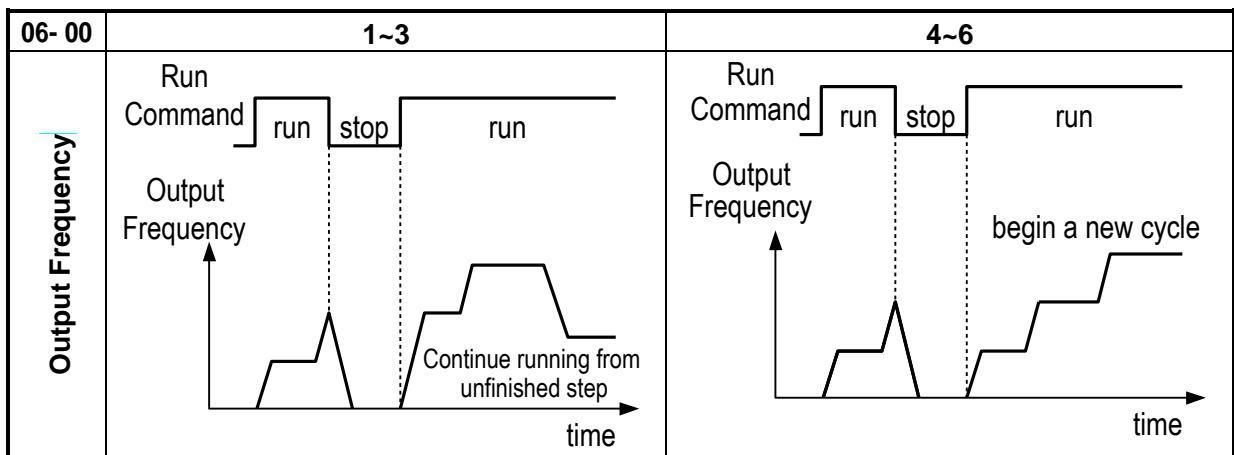 06- 00
1~3
4~6
Output Frequency
Run
Command
run
stop
run
Output
Frequency
Continue running from
unfinished step
time
Run
Command
run
stop
run
Output
Frequency
begin a new cycle
time